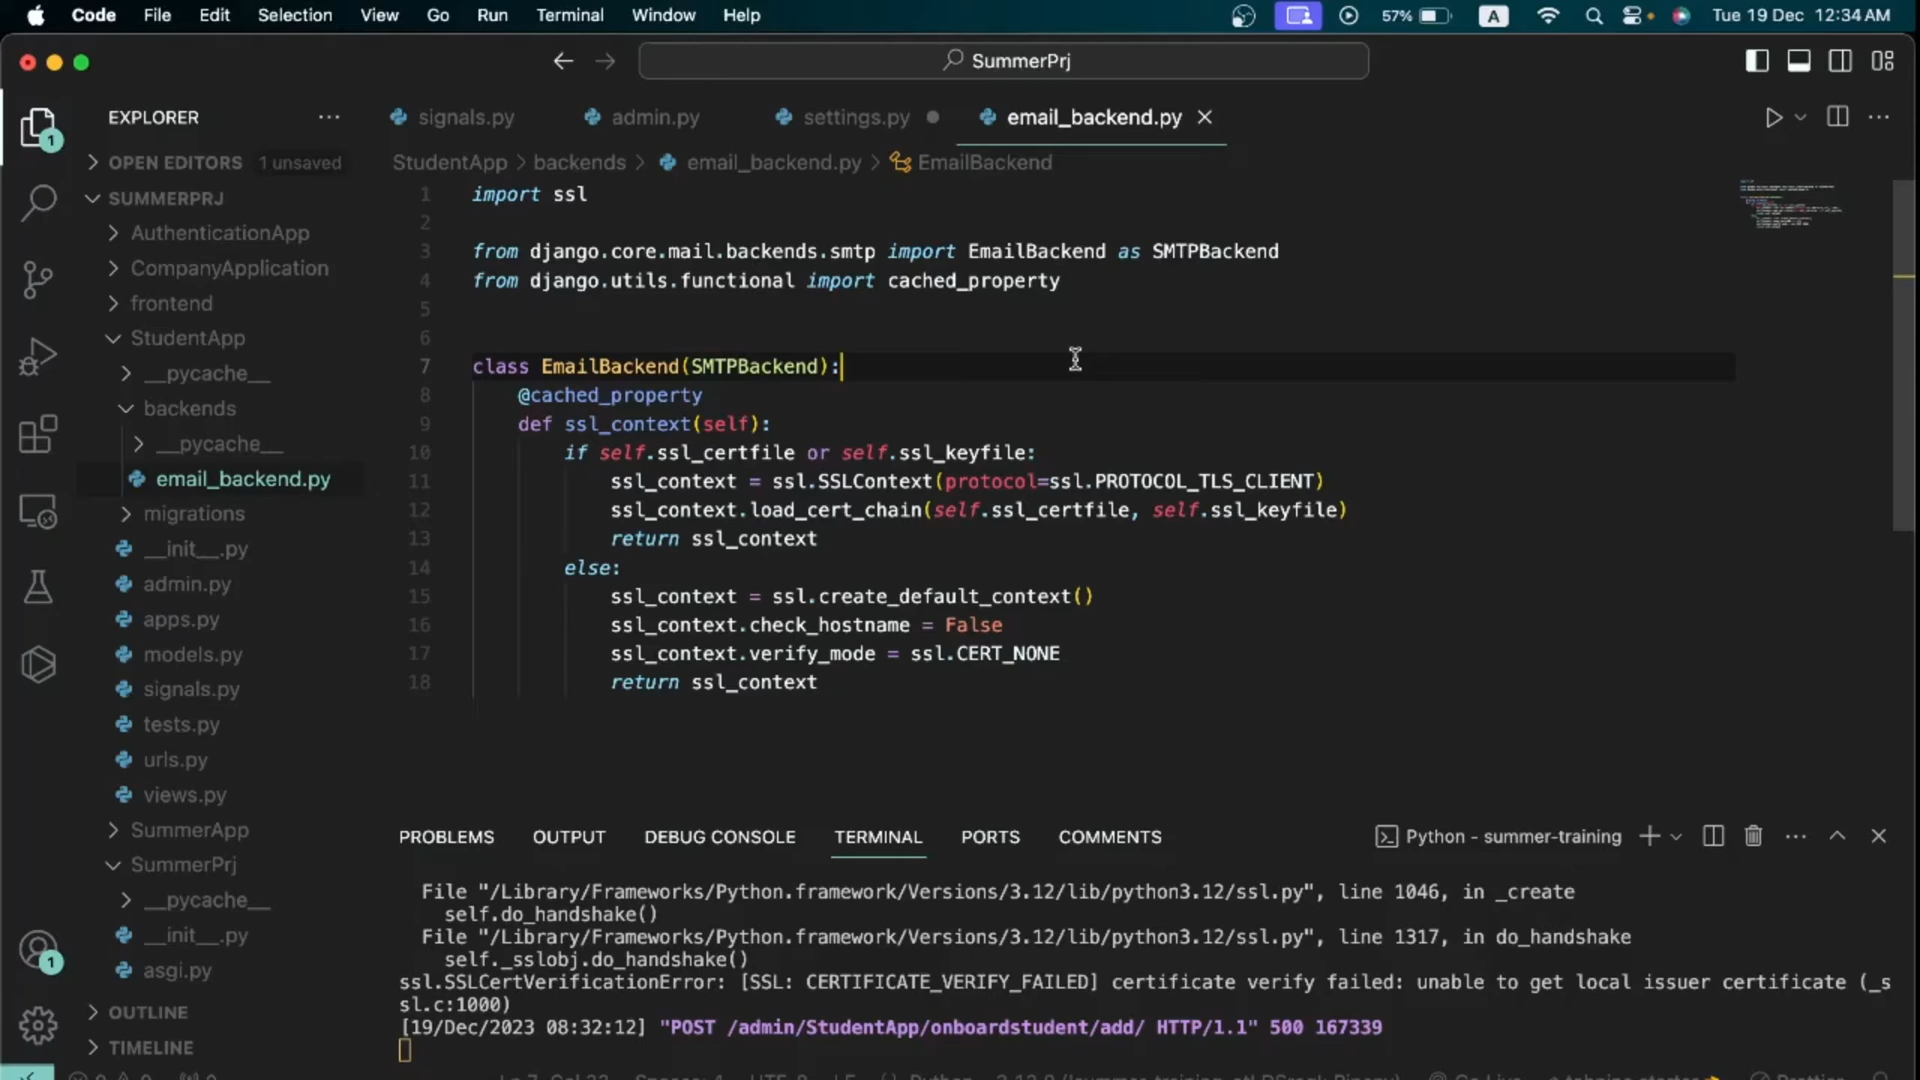 Code File Edit Selection View Go Run Terminal Window Help 57% A Tue 19 Dec 12:34 AM
SummerPrj
EXPLORER
signals.py admin.py settings.py email_backend.py
OPEN EDITORS 1 unsaved
StudentApp > backends > email_backend.py > EmailBackend
SUMMERPRJ
AuthenticationApp
CompanyApplication
frontend
StudentApp
__pycache__
backends
__pycache__
email_backend.py
migrations
__init__.py
admin.py
apps.py
models.py
signals.py
tests.py
urls.py
views.py
SummerApp
SummerPrj
__pycache__
__init__.py
asgi.py
OUTLINE
TIMELINE
1
1
1 import ssl
2
3 from django.core.mail.backends.smtp import EmailBackend as SMTPBackend
4 from django.utils.functional import cached_property
5
6
7 class EmailBackend(SMTPBackend):
8 @cached_property
9 def ssl_context(self):
10 if self.ssl_certfile or self.ssl_keyfile:
11 ssl_context = ssl.SSLContext(protocol=ssl.PROTOCOL_TLS_CLIENT)
12 ssl_context.load_cert_chain(self.ssl_certfile, self.ssl_keyfile)
13 return ssl_context
14 else:
15 ssl_context = ssl.create_default_context()
16 ssl_context.check_hostname = False
17 ssl_context.verify_mode = ssl.CERT_NONE
18 return ssl_context
PROBLEMS OUTPUT DEBUG CONSOLE TERMINAL PORTS COMMENTS Python - summer-training
File "/Library/Frameworks/Python.framework/Versions/3.12/lib/python3.12/ssl.py", line 1046, in _create
self.do_handshake()
File "/Library/Frameworks/Python.framework/Versions/3.12/lib/python3.12/ssl.py", line 1317, in do_handshake
self._sslobj.do_handshake()
ssl.SSLCertVerificationError: [SSL: CERTIFICATE_VERIFY_FAILED] certificate verify failed: unable to get local issuer certificate (_s
sl.c:1000)
[19/Dec/2023 08:32:12] "POST /admin/StudentApp/onboardstudent/add/ HTTP/1.1" 500 167339